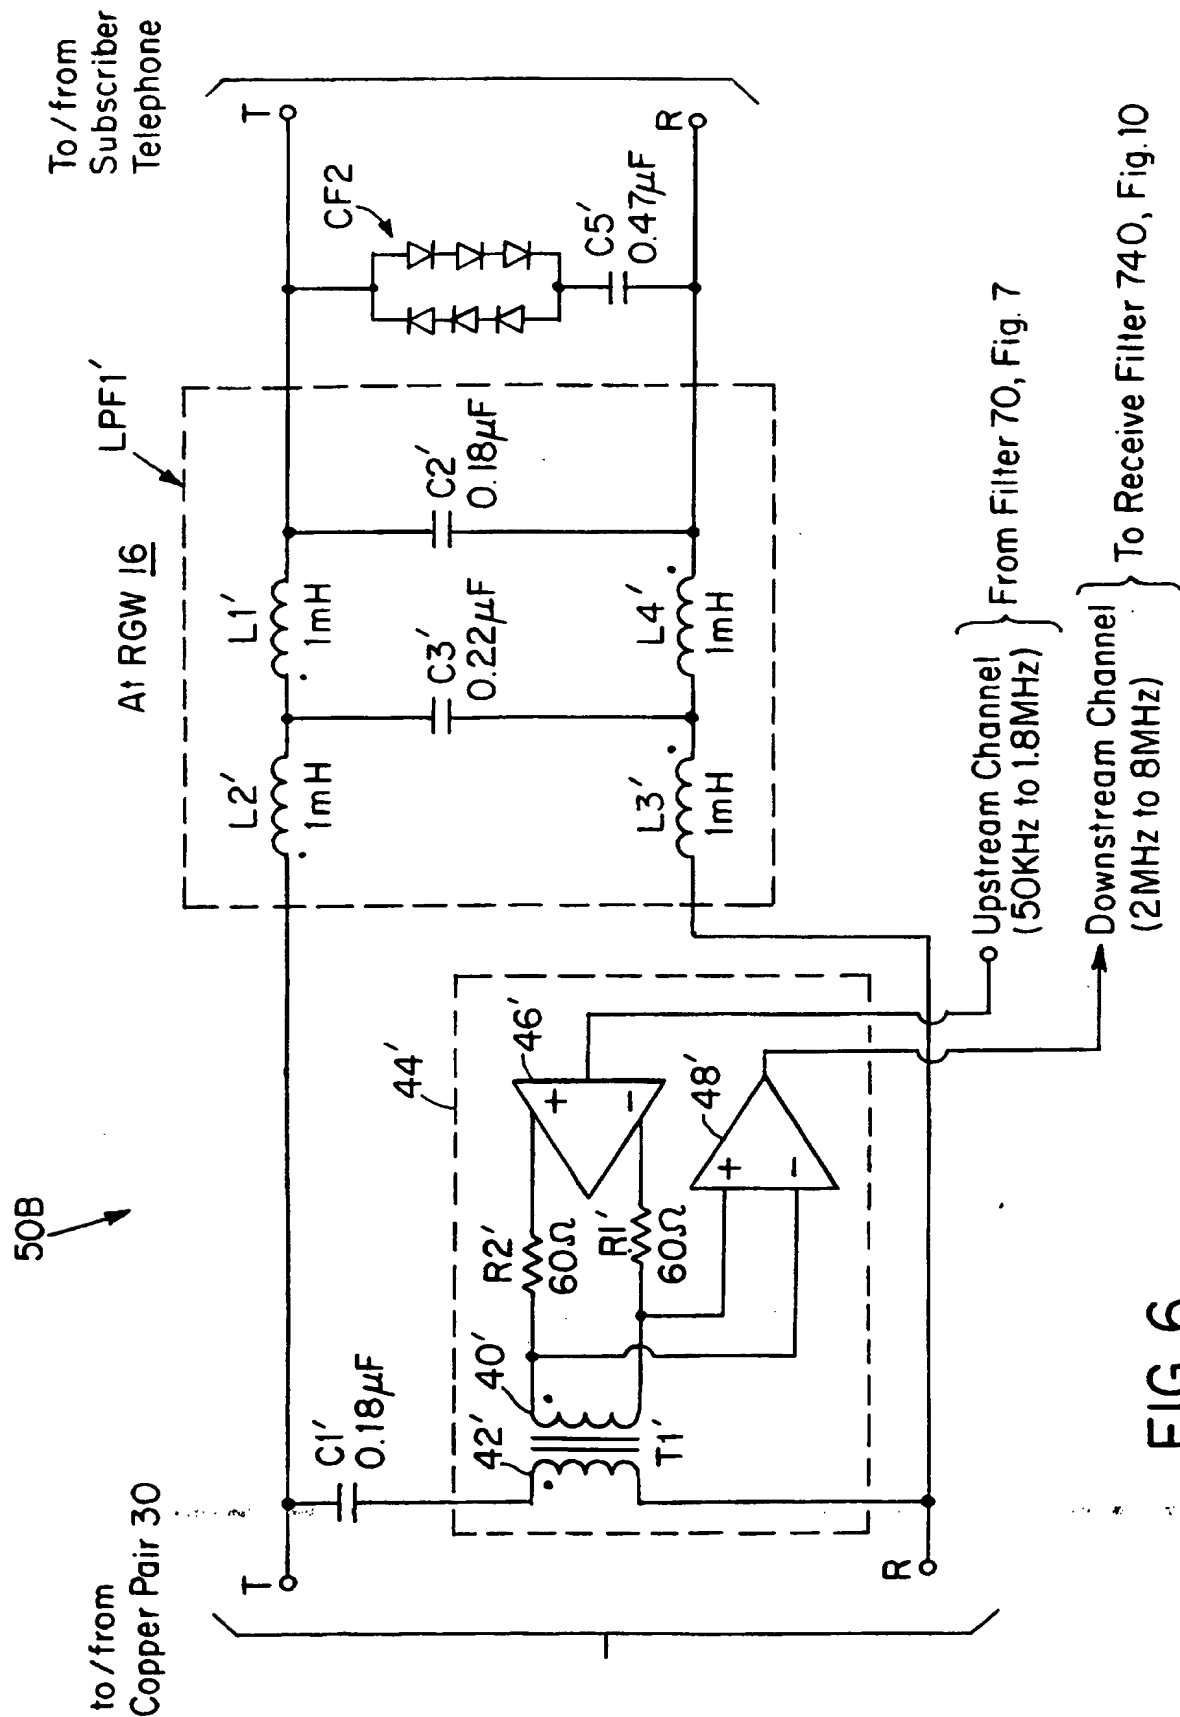 50B
to/from
Copper Pair 30
To/from
Subscriber
Telephone
At RGW 16
LPF1′
T
T
C1′
0.18μF
L2′
1mH
L1′
1mH
C3′
0.22μF
C2′
0.18μF
CF2
C5′
0.47μF
L3′
1mH
L4′
1mH
R
R
44′
42′
40′
T1′
R2′
60Ω
R1′
60Ω
46′
+
−
48′
+
−
Upstream Channel
(50KHz to 1.8MHz)
From Filter 70, Fig. 7
Downstream Channel
(2MHz to 8MHz)
To Receive Filter 740, Fig.10
FIG. 6